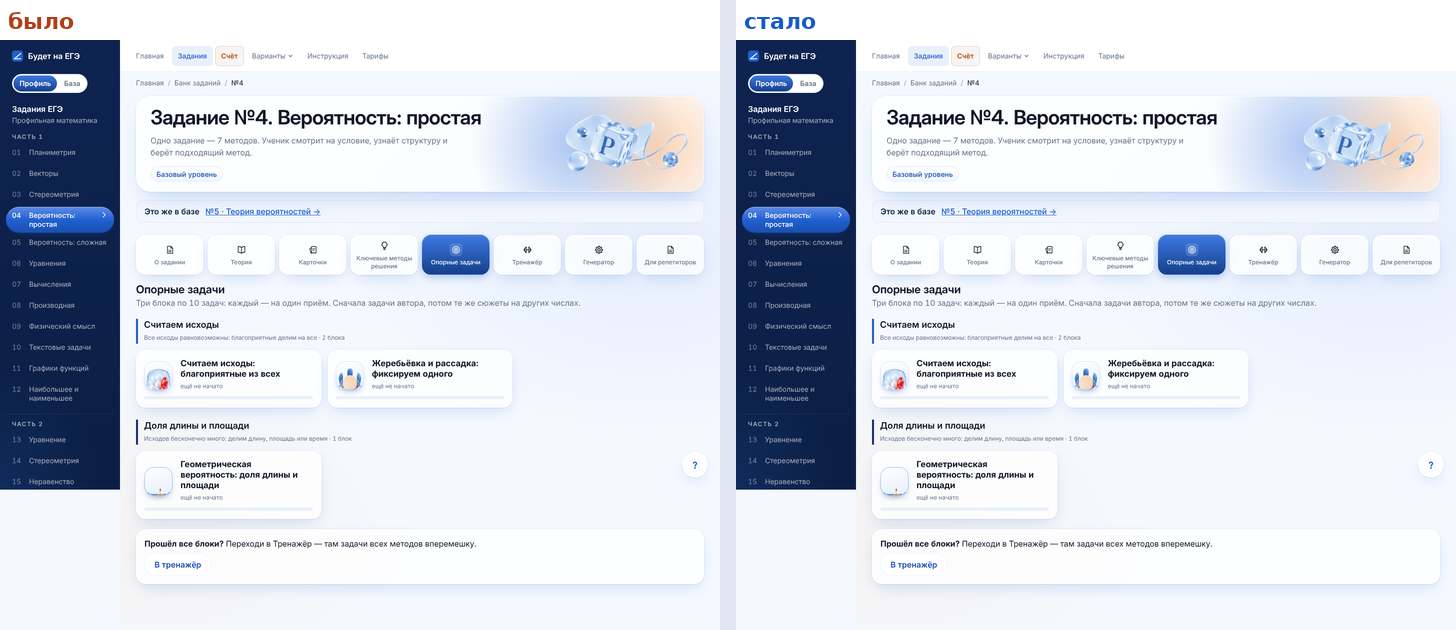 было
Будет на ЕГЭ
Профиль База
Задания ЕГЭ
Профильная математика
ЧАСТЬ 1
01 Планиметрия
02 Векторы
03 Стереометрия
04 Вероятность:
простая
05 Вероятность: сложная
06 Уравнения
07 Вычисления
08 Производная
09 Физический смысл
10 Текстовые задачи
11 Графики функций
12 Наибольшее и
наименьшее
ЧАСТЬ 2
13 Уравнение
14 Стереометрия
15 Неравенство
Главная Задания Счёт Варианты Инструкция Тарифы
Главная / Банк заданий / №4
Задание №4. Вероятность: простая
Одно задание — 7 методов. Ученик смотрит на условие, узнаёт структуру и
берёт подходящий метод.
Базовый уровень
P
Это же в базе №5 · Теория вероятностей →
О задании
Теория
Карточки
Ключевые методы
решения
Опорные задачи
Тренажёр
Генератор
Для репетиторов
Опорные задачи
Три блока по 10 задач: каждый — на один приём. Сначала задачи автора, потом те же сюжеты на других числах.
Считаем исходы
Все исходы равновозможны: благоприятные делим на все · 2 блока
Считаем исходы:
благоприятные из всех
ещё не начато
Жеребьёвка и рассадка:
фиксируем одного
ещё не начато
Доля длины и площади
Исходов бесконечно много: делим длину, площадь или время · 1 блок
Геометрическая
вероятность: доля длины и
площади
ещё не начато
?
Прошёл все блоки? Переходи в Тренажёр — там задачи всех методов вперемешку.
В тренажёр
стало
Будет на ЕГЭ
Профиль База
Задания ЕГЭ
Профильная математика
ЧАСТЬ 1
01 Планиметрия
02 Векторы
03 Стереометрия
04 Вероятность:
простая
05 Вероятность: сложная
06 Уравнения
07 Вычисления
08 Производная
09 Физический смысл
10 Текстовые задачи
11 Графики функций
12 Наибольшее и
наименьшее
ЧАСТЬ 2
13 Уравнение
14 Стереометрия
15 Неравенство
Главная Задания Счёт Варианты Инструкция Тарифы
Главная / Банк заданий / №4
Задание №4. Вероятность: простая
Одно задание — 7 методов. Ученик смотрит на условие, узнаёт структуру и
берёт подходящий метод.
Базовый уровень
P
Это же в базе №5 · Теория вероятностей →
О задании
Теория
Карточки
Ключевые методы
решения
Опорные задачи
Тренажёр
Генератор
Для репетиторов
Опорные задачи
Три блока по 10 задач: каждый — на один приём. Сначала задачи автора, потом те же сюжеты на других числах.
Считаем исходы
Все исходы равновозможны: благоприятные делим на все · 2 блока
Считаем исходы:
благоприятные из всех
ещё не начато
Жеребьёвка и рассадка:
фиксируем одного
ещё не начато
Доля длины и площади
Исходов бесконечно много: делим длину, площадь или время · 1 блок
Геометрическая
вероятность: доля длины и
площади
ещё не начато
?
Прошёл все блоки? Переходи в Тренажёр — там задачи всех методов вперемешку.
В тренажёр